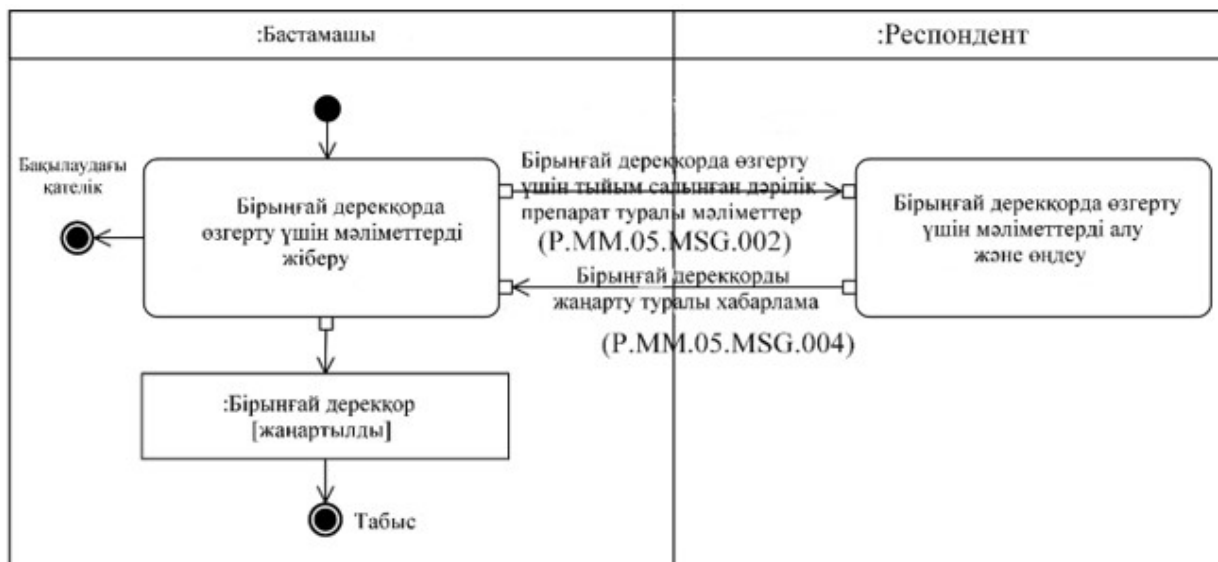 :Бастамашы
:Респондент
Бақылаудағы
қателік
Бірыңғай дерекқорда
өзгерту үшін мәліметтерді
жіберу
Бірыңғай дерекқорда өзгерту
үшін тыйым салынған дәрілік
препарат туралы мәліметтер
(P.MM.05.MSG.002)
Бірыңғай дерекқорды
жаңарту туралы хабарлама
(P.MM.05.MSG.004)
Бірыңғай дерекқорда өзгерту
үшін мәліметтерді алу
және өңдеу
:Бірыңғай дерекқор
[жаңартылды]
Табыс